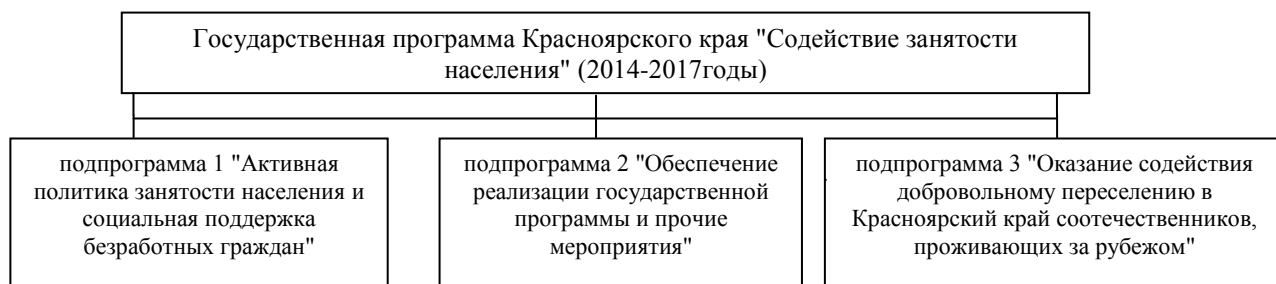 Государственная программа Красноярского края "Содействие занятости
населения" (2014-2017годы)
подпрограмма 1 "Активная
политика занятости населения и
социальная поддержка
безработных граждан"
подпрограмма 2 "Обеспечение
реализации государственной
программы и прочие
мероприятия"
подпрограмма 3 "Оказание содействия
добровольному переселению в
Красноярский край соотечественников,
проживающих за рубежом"